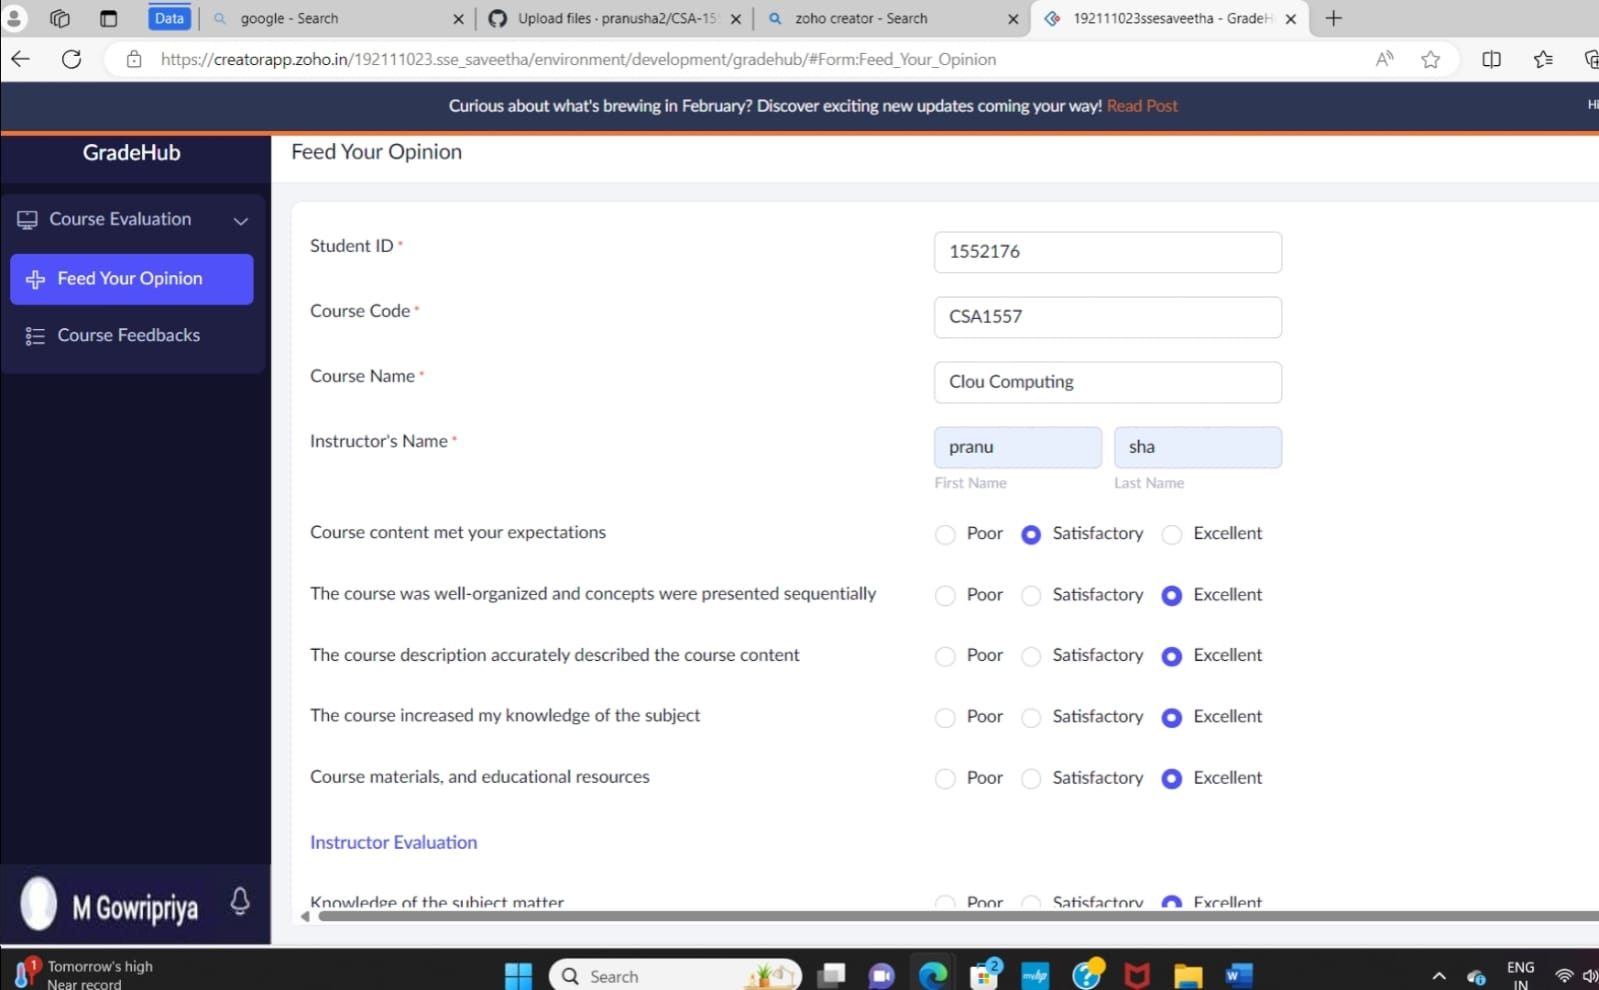 Data google - Search Upload files · pranusha2/CSA-15 zoho creator - Search 192111023ssesaveetha - GradeH
https://creatorapp.zoho.in/192111023.sse_saveetha/environment/development/gradehub/#Form:Feed_Your_Opinion
Curious about what's brewing in February? Discover exciting new updates coming your way! Read Post Hi
GradeHub
Feed Your Opinion
Course Evaluation
Feed Your Opinion
Course Feedbacks
Student ID * 1552176
Course Code * CSA1557
Course Name * Clou Computing
Instructor's Name * pranu sha
First Name Last Name
Course content met your expectations Poor Satisfactory Excellent
The course was well-organized and concepts were presented sequentially Poor Satisfactory Excellent
The course description accurately described the course content Poor Satisfactory Excellent
The course increased my knowledge of the subject Poor Satisfactory Excellent
Course materials, and educational resources Poor Satisfactory Excellent
Instructor Evaluation
Knowledge of the subject matter Poor Satisfactory Excellent
M Gowripriya
1 Tomorrow's high
Near record
Search
2
myhp
W
ENG
IN